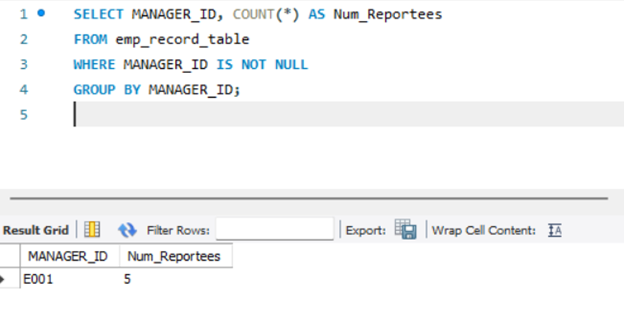 1 SELECT MANAGER_ID, COUNT(*) AS Num_Reportees
2 FROM emp_record_table
3 WHERE MANAGER_ID IS NOT NULL
4 GROUP BY MANAGER_ID;
5
Result Grid Filter Rows: Export: Wrap Cell Content: IA
MANAGER_ID Num_Reportees
E001 5